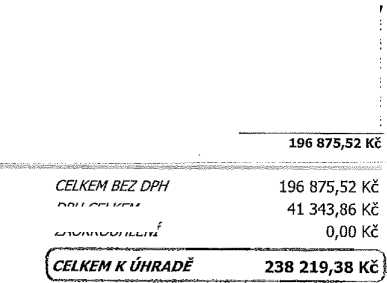 196 875,52 Kč
CELKEM BEZ DPH 196 875,52 Kč
41 343,86 Kč
0,00 Kč
CELKEM K ÚHRADĚ 238 219,38 Kč